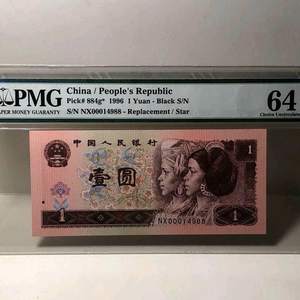 PMG
PAPER MONEY GUARANTY
China / People's Republic
Pick# 884g* 1996 1 Yuan - Black S/N
S/N NX00014988 - Replacement / Star
64
Choice Uncirculated
中国人民银行
1
壹圆
1
NX00014988